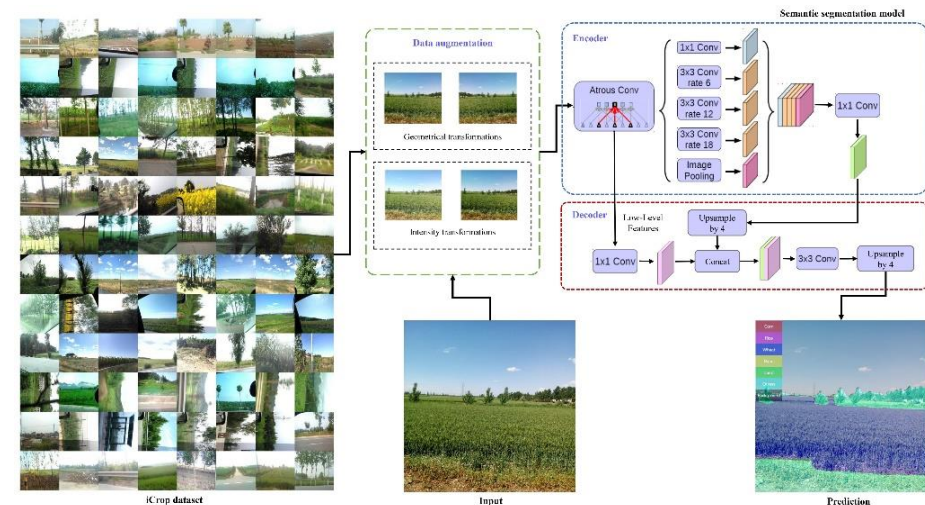 Semantic segmentation model
Data augmentation
Geometrical transformations
Intensity transformations
Encoder
Atrous Conv
1x1 Conv
3x3 Conv
rate 6
3x3 Conv
rate 12
3x3 Conv
rate 18
Image
Pooling
1x1 Conv
Decoder
Low-Level
Features
Upsample
by 4
1x1 Conv
Concat
3x3 Conv
Upsample
by 4
Wheat
iCrop dataset
Input
Prediction